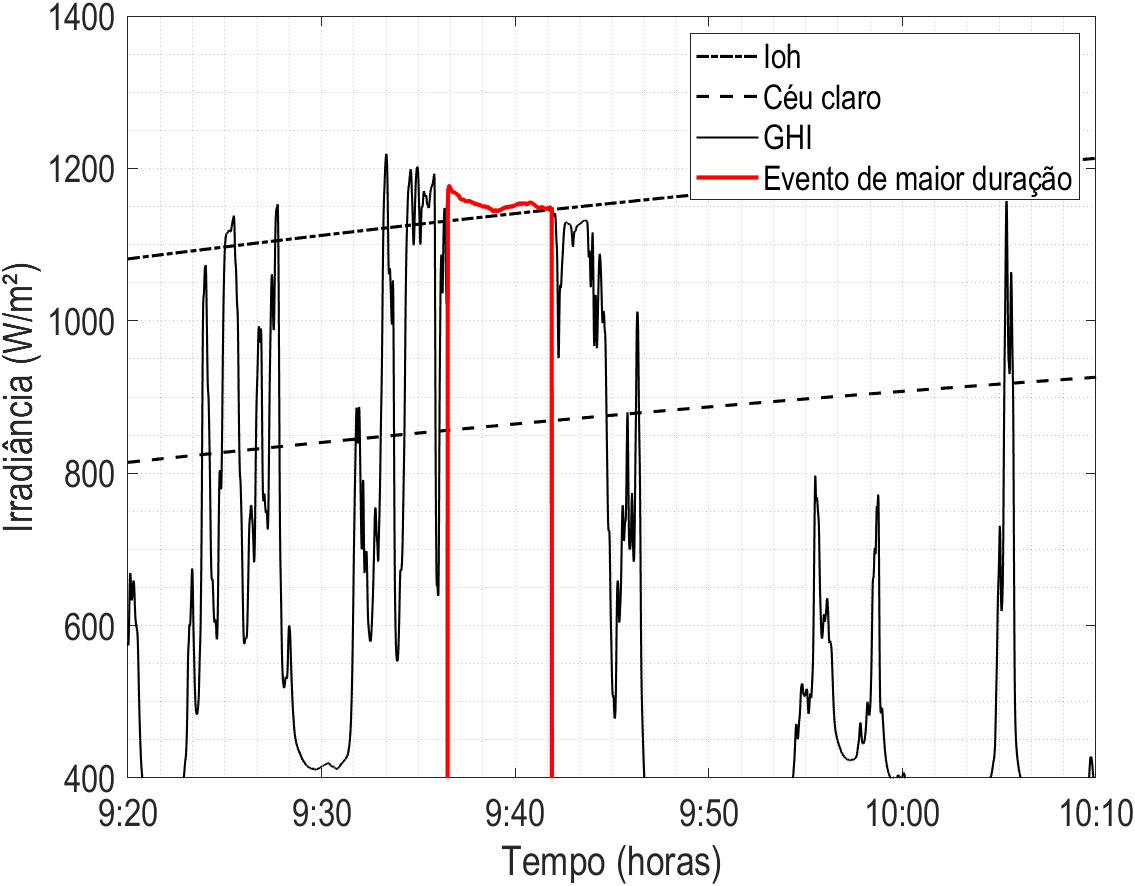 1400
1200
1000
800
600
400
Irradiância (W/m²)
Ioh
Céu claro
GHI
Evento de maior duração
9:20
9:30
9:40
9:50
10:00
10:10
Tempo (horas)